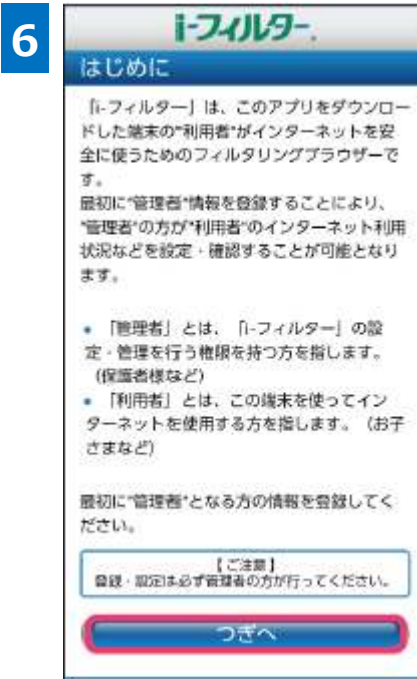 6
i-フィルター.
はじめに
「i-フィルター」は、このアプリをダウンロー
ドした端末の"利用者"がインターネットを安
全に使うためのフィルタリングブラウザーで
す。
最初に"管理者"情報を登録することにより、
"管理者"の方が"利用者"のインターネット利用
状況などを設定・確認することが可能となり
ます。
• 「管理者」とは、「i-フィルター」の設
定・管理を行う権限を持つ方を指します。
(保護者様など)
• 「利用者」とは、この端末を使ってイン
ターネットを使用する方を指します。(お子
さまなど)
最初に"管理者"となる方の情報を登録してく
ださい。
【ご注意】
登録・設定は必ず管理者の方が行ってください。
つぎへ